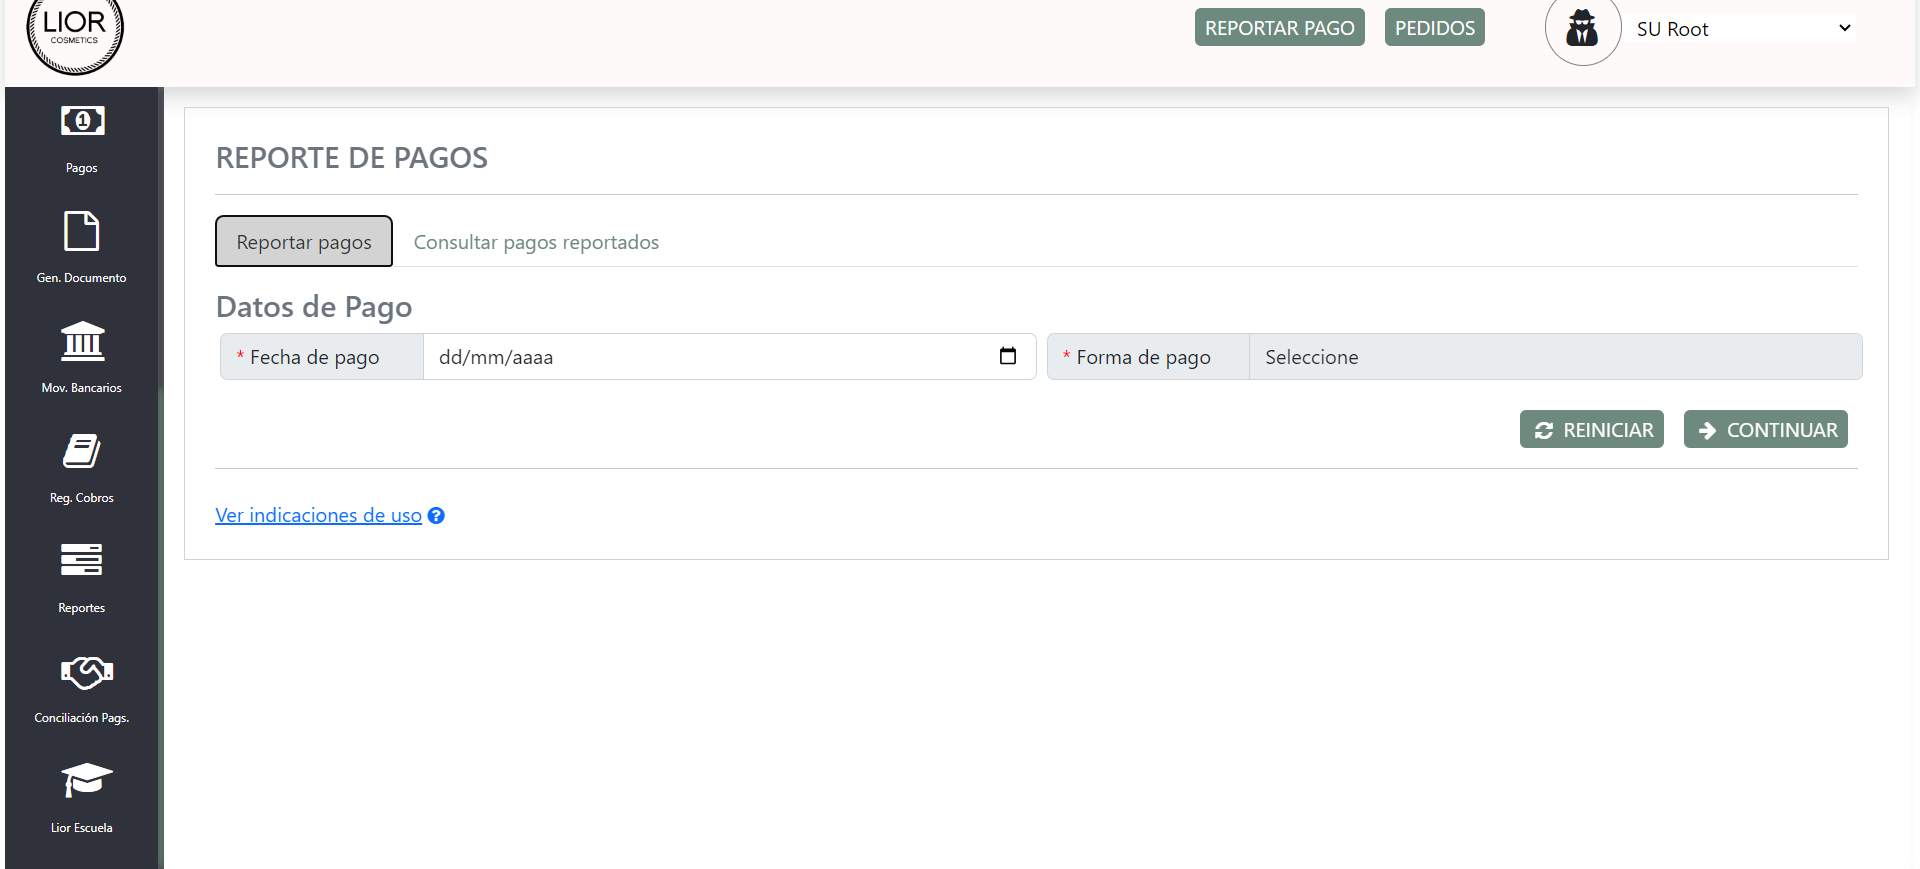 LIOR
COSMETICS
REPORTAR PAGO
PEDIDOS
SU Root
Pagos
Gen. Documento
Mov. Bancarios
Reg. Cobros
Reportes
Conciliación Pags.
Lior Escuela
REPORTE DE PAGOS
Reportar pagos
Consultar pagos reportados
Datos de Pago
* Fecha de pago
dd/mm/aaaa
* Forma de pago
Seleccione
REINICIAR
CONTINUAR
Ver indicaciones de uso